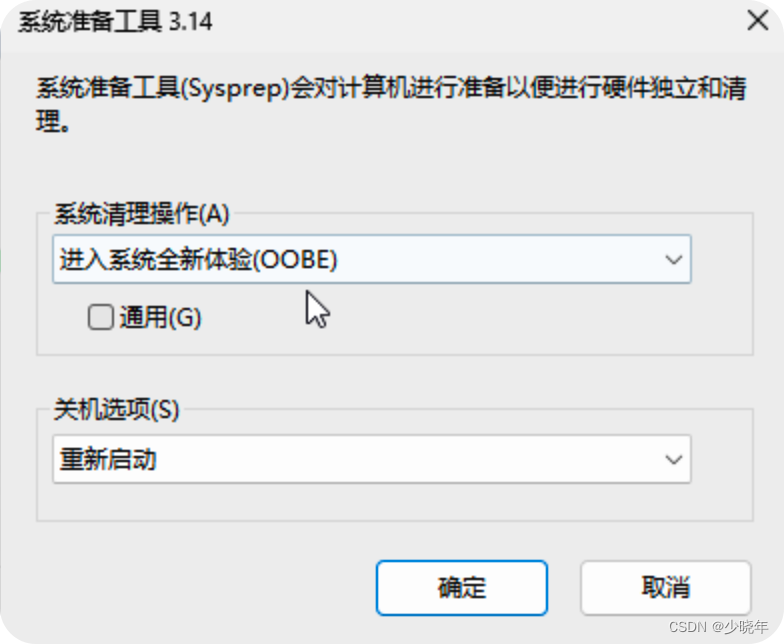 系统准备工具 3.14
系统准备工具(Sysprep)会对计算机进行准备以便进行硬件独立和清
理。
系统清理操作(A)
进入系统全新体验(OOBE)
通用(G)
关机选项(S)
重新启动
确定
取消
CSDN @少晓年